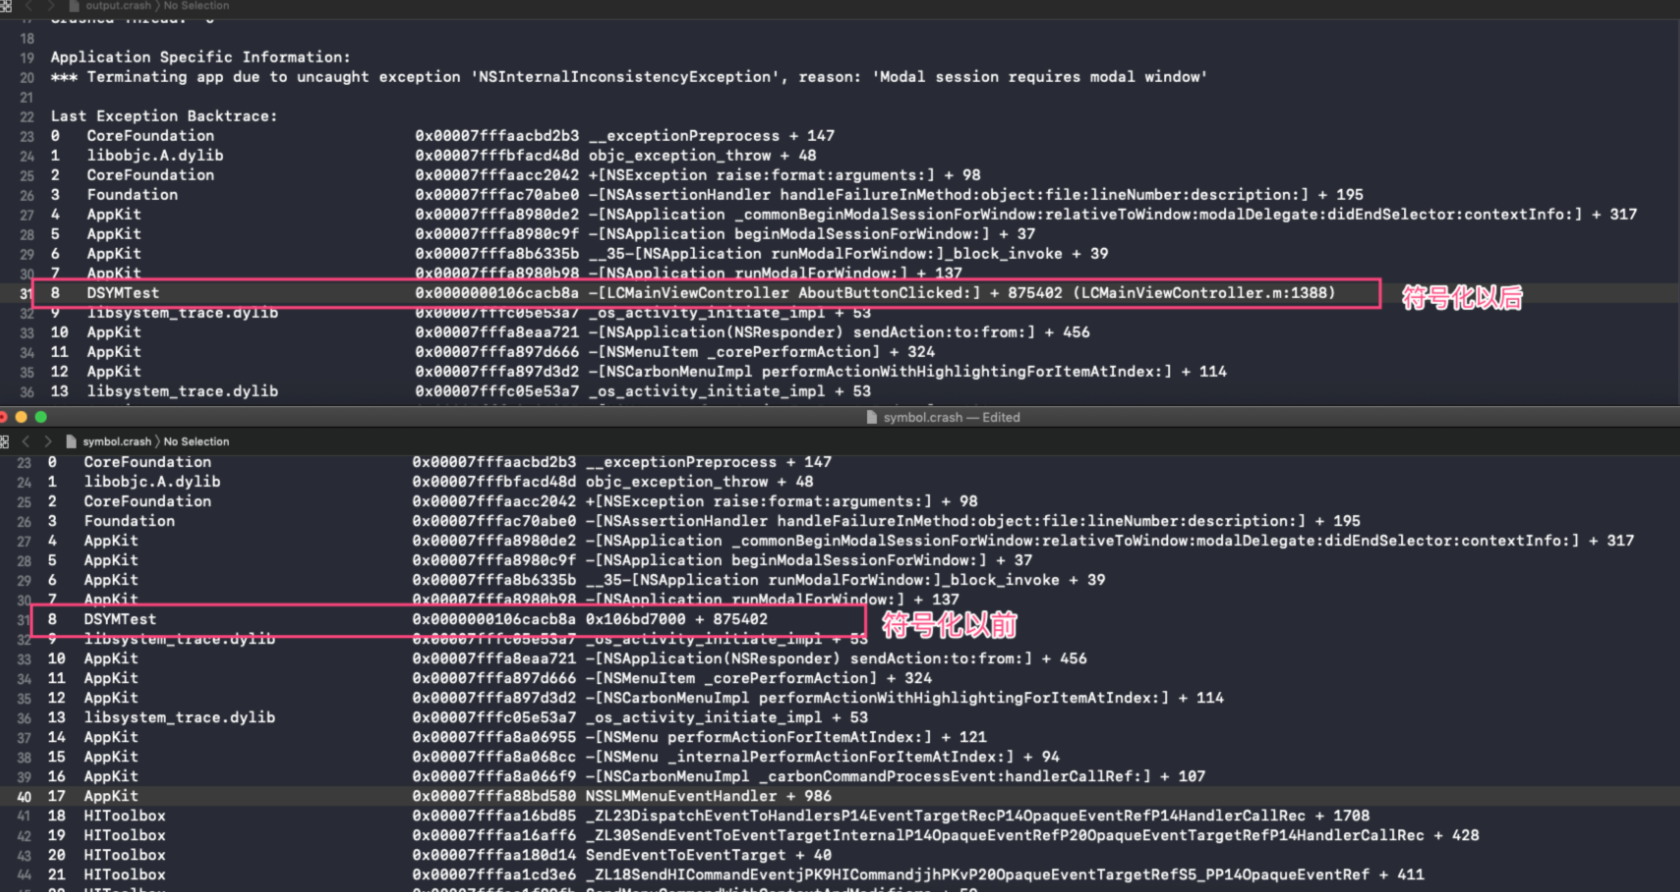 output.crash 〉No Selection
17 Crashed Thread: 0
18
19 Application Specific Information:
20 *** Terminating app due to uncaught exception 'NSInternalInconsistencyException', reason: 'Modal session requires modal window'
21
22 Last Exception Backtrace:
23 0 CoreFoundation 0x00007fffaacbd2b3 __exceptionPreprocess + 147
24 1 libobjc.A.dylib 0x00007fffbfacd48d objc_exception_throw + 48
25 2 CoreFoundation 0x00007fffaacc2042 +[NSException raise:format:arguments:] + 98
26 3 Foundation 0x00007fffac70abe0 -[NSAssertionHandler handleFailureInMethod:object:file:lineNumber:description:] + 195
27 4 AppKit 0x00007fffa8980de2 -[NSApplication _commonBeginModalSessionForWindow:relativeToWindow:modalDelegate:didEndSelector:contextInfo:] + 317
28 5 AppKit 0x00007fffa8980c9f -[NSApplication beginModalSessionForWindow:] + 37
29 6 AppKit 0x00007fffa8b6335b __35-[NSApplication runModalForWindow:]_block_invoke + 39
30 7 AppKit 0x00007fffa8980b98 -[NSApplication runModalForWindow:] + 137
31 8 DSYMTest 0x0000000106cacb8a -[LCMainViewController AboutButtonClicked:] + 875402 (LCMainViewController.m:1388) 符号化以后
32 9 libsystem_trace.dylib 0x00007fffc05e53a7 _os_activity_initiate_impl + 53
33 10 AppKit 0x00007fffa8eaa721 -[NSApplication(NSResponder) sendAction:to:from:] + 456
34 11 AppKit 0x00007fffa897d666 -[NSMenuItem _corePerformAction] + 324
35 12 AppKit 0x00007fffa897d3d2 -[NSCarbonMenuImpl performActionWithHighlightingForItemAtIndex:] + 114
36 13 libsystem_trace.dylib 0x00007fffc05e53a7 _os_activity_initiate_impl + 53
symbol.crash — Edited
symbol.crash 〉No Selection
23 0 CoreFoundation 0x00007fffaacbd2b3 __exceptionPreprocess + 147
24 1 libobjc.A.dylib 0x00007fffbfacd48d objc_exception_throw + 48
25 2 CoreFoundation 0x00007fffaacc2042 +[NSException raise:format:arguments:] + 98
26 3 Foundation 0x00007fffac70abe0 -[NSAssertionHandler handleFailureInMethod:object:file:lineNumber:description:] + 195
27 4 AppKit 0x00007fffa8980de2 -[NSApplication _commonBeginModalSessionForWindow:relativeToWindow:modalDelegate:didEndSelector:contextInfo:] + 317
28 5 AppKit 0x00007fffa8980c9f -[NSApplication beginModalSessionForWindow:] + 37
29 6 AppKit 0x00007fffa8b6335b __35-[NSApplication runModalForWindow:]_block_invoke + 39
30 7 AppKit 0x00007fffa8980b98 -[NSApplication runModalForWindow:] + 137
31 8 DSYMTest 0x0000000106cacb8a 0x106bd7000 + 875402 符号化以前
32 9 libsystem_trace.dylib 0x00007fffc05e53a7 _os_activity_initiate_impl + 53
33 10 AppKit 0x00007fffa8eaa721 -[NSApplication(NSResponder) sendAction:to:from:] + 456
34 11 AppKit 0x00007fffa897d666 -[NSMenuItem _corePerformAction] + 324
35 12 AppKit 0x00007fffa897d3d2 -[NSCarbonMenuImpl performActionWithHighlightingForItemAtIndex:] + 114
36 13 libsystem_trace.dylib 0x00007fffc05e53a7 _os_activity_initiate_impl + 53
37 14 AppKit 0x00007fffa8a06955 -[NSMenu performActionForItemAtIndex:] + 121
38 15 AppKit 0x00007fffa8a068cc -[NSMenu _internalPerformActionForItemAtIndex:] + 94
39 16 AppKit 0x00007fffa8a066f9 -[NSCarbonMenuImpl _carbonCommandProcessEvent:handlerCallRef:] + 107
40 17 AppKit 0x00007fffa88bd580 NSSLMMenuEventHandler + 986
41 18 HIToolbox 0x00007fffaa16bd85 _ZL23DispatchEventToHandlersP14EventTargetRecP14OpaqueEventRefP14HandlerCallRec + 1708
42 19 HIToolbox 0x00007fffaa16aff6 _ZL30SendEventToEventTargetInternalP14OpaqueEventRefP20OpaqueEventTargetRefP14HandlerCallRec + 428
43 20 HIToolbox 0x00007fffaa180d14 SendEventToEventTarget + 40
44 21 HIToolbox 0x00007fffaa1cd3e6 _ZL18SendHICommandEventjPK9HICommandjjhPKvP20OpaqueEventTargetRefS5_PP14OpaqueEventRef + 411